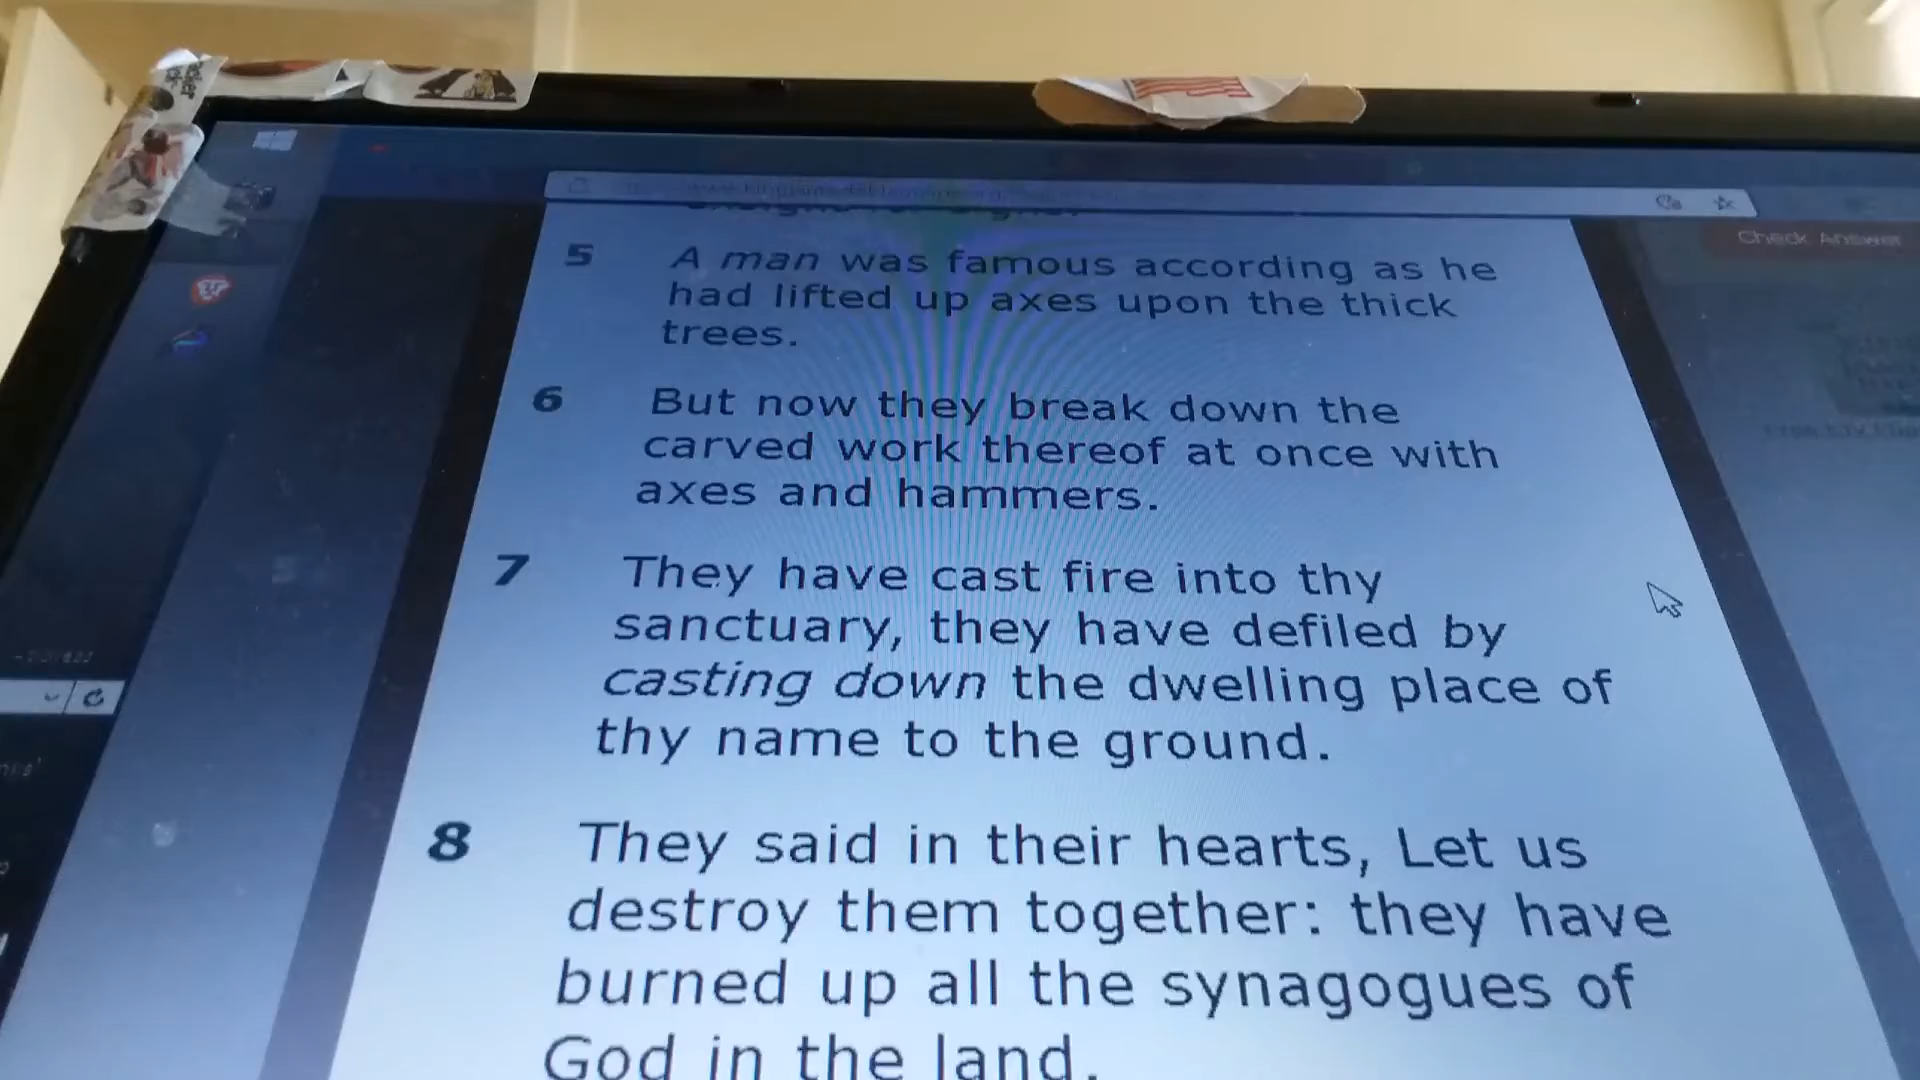 Check Answer
5 A man was famous according as he
had lifted up axes upon the thick
trees.
6 But now they break down the
carved work thereof at once with
axes and hammers.
7 They have cast fire into thy
sanctuary, they have defiled by
casting down the dwelling place of
thy name to the ground.
8 They said in their hearts, Let us
destroy them together: they have
burned up all the synagogues of
God in the land.